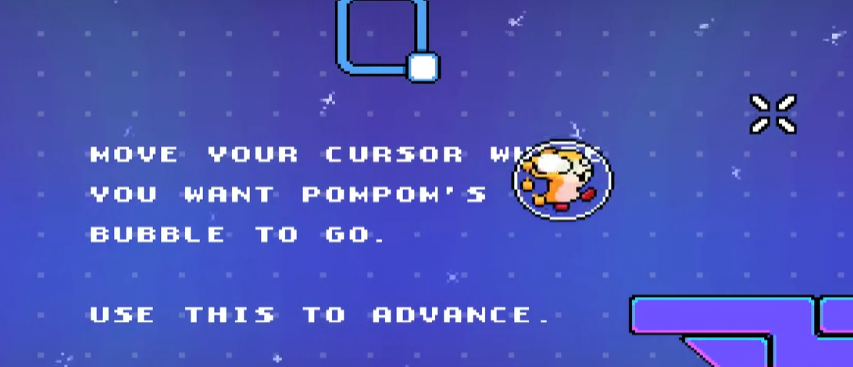 MOVE YOUR CURSOR
YOU WANT POMPOM'S
BUBBLE TO GO.
USE THIS TO ADVANCE.